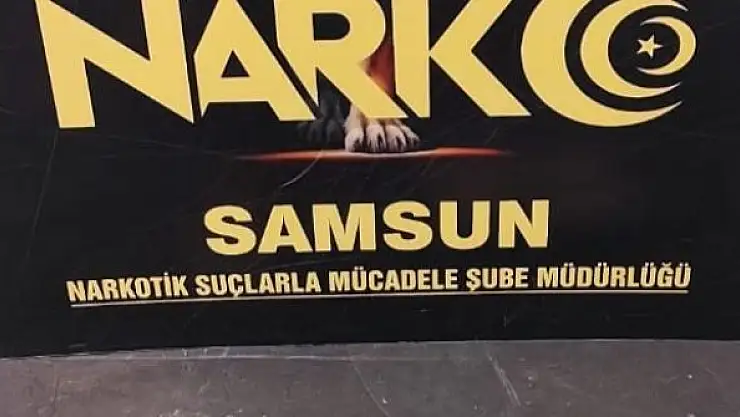 NARKO
SAMSUN
NARKOTİK SUÇLARLA MÜCADELE ŞUBE MÜDÜRLÜĞÜ